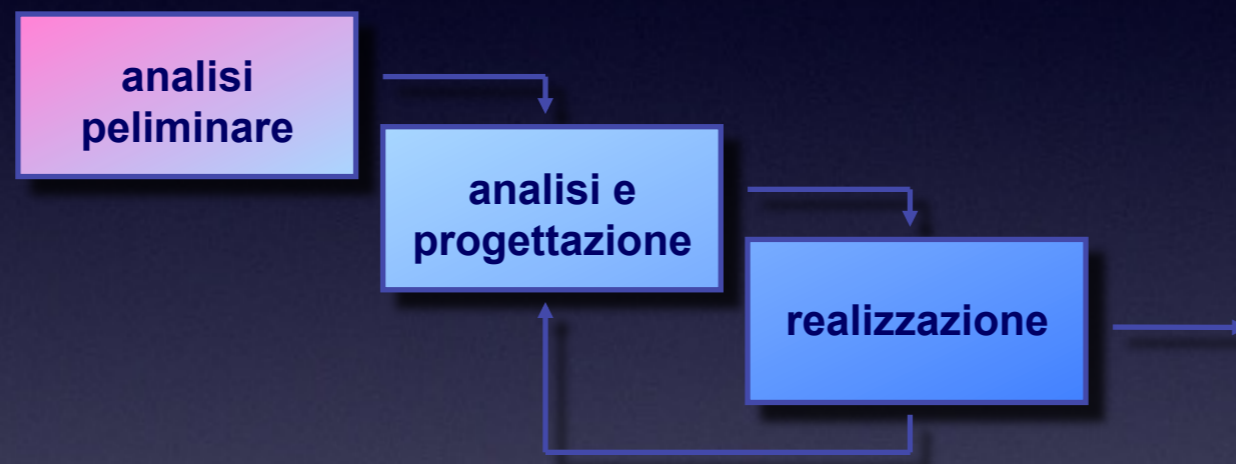 analisi
peliminare
analisi e
progettazione
realizzazione